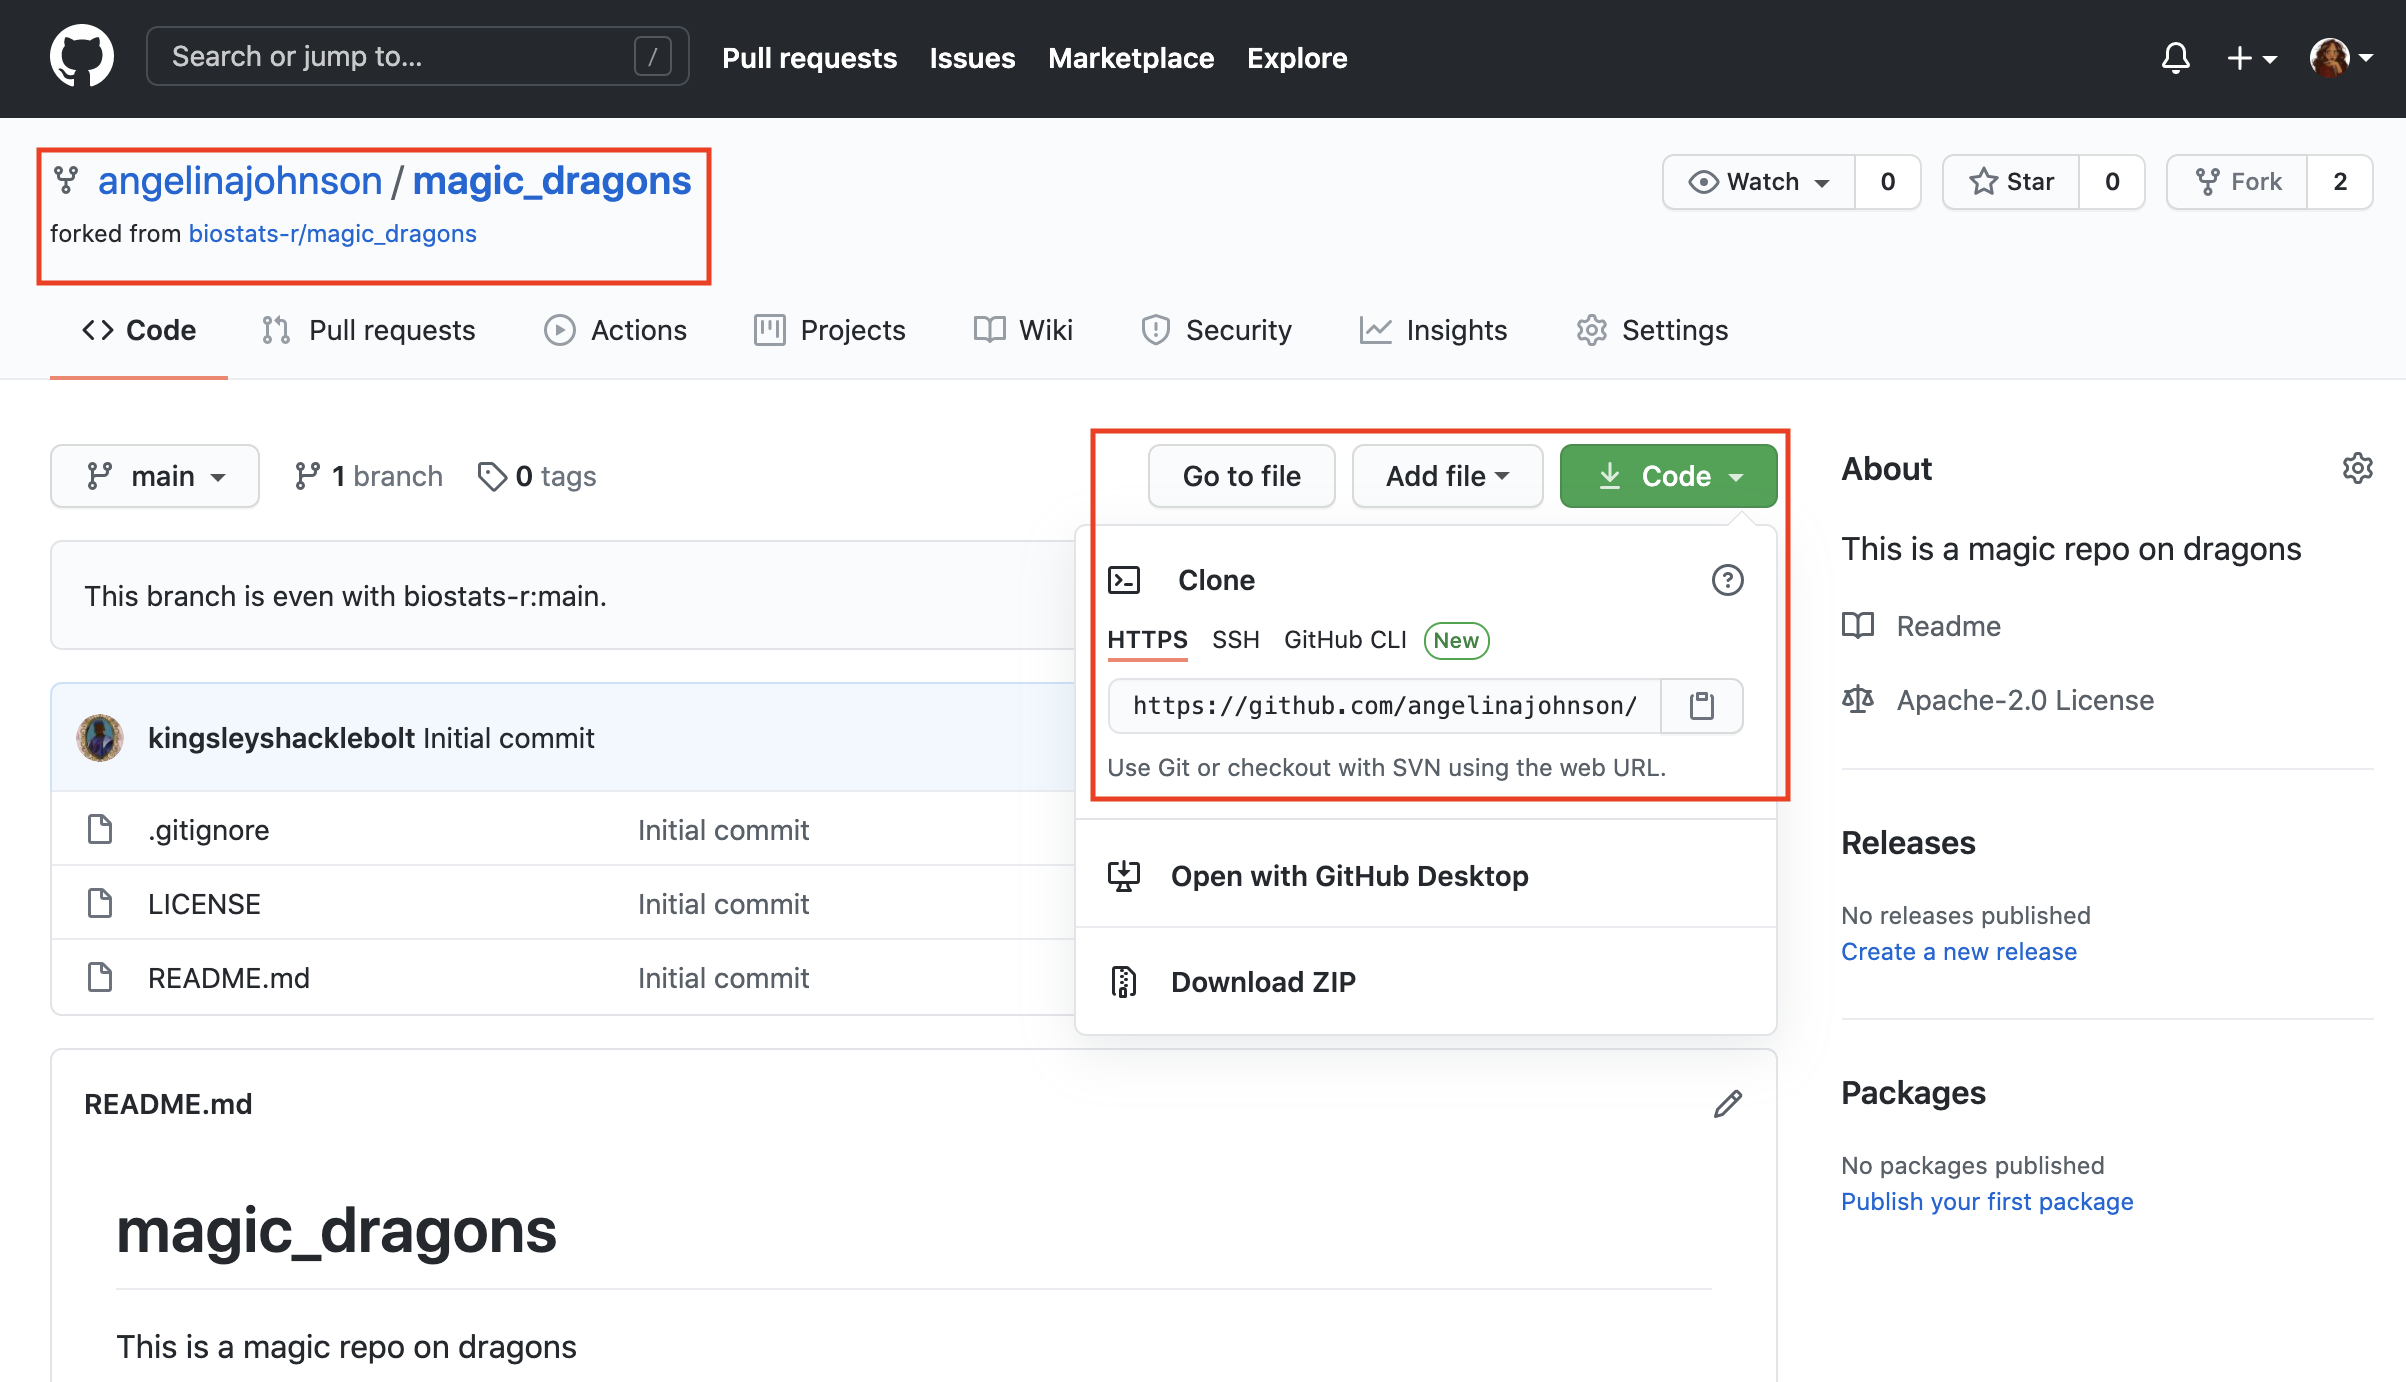 Search or jump to... /
Pull requests Issues Marketplace Explore
angelinajohnson / magic_dragons
forked from biostats-r/magic_dragons
Watch 0 Star 0 Fork 2
Code Pull requests Actions Projects Wiki Security Insights Settings
main 1 branch 0 tags
Go to file Add file Code
This branch is even with biostats-r:main.
kingsleyshacklebolt Initial commit
.gitignore Initial commit
LICENSE Initial commit
README.md Initial commit
Clone
HTTPS SSH GitHub CLI New
https://github.com/angelinajohnson/
Use Git or checkout with SVN using the web URL.
Open with GitHub Desktop
Download ZIP
README.md
magic_dragons
This is a magic repo on dragons
About
This is a magic repo on dragons
Readme
Apache-2.0 License
Releases
No releases published
Create a new release
Packages
No packages published
Publish your first package